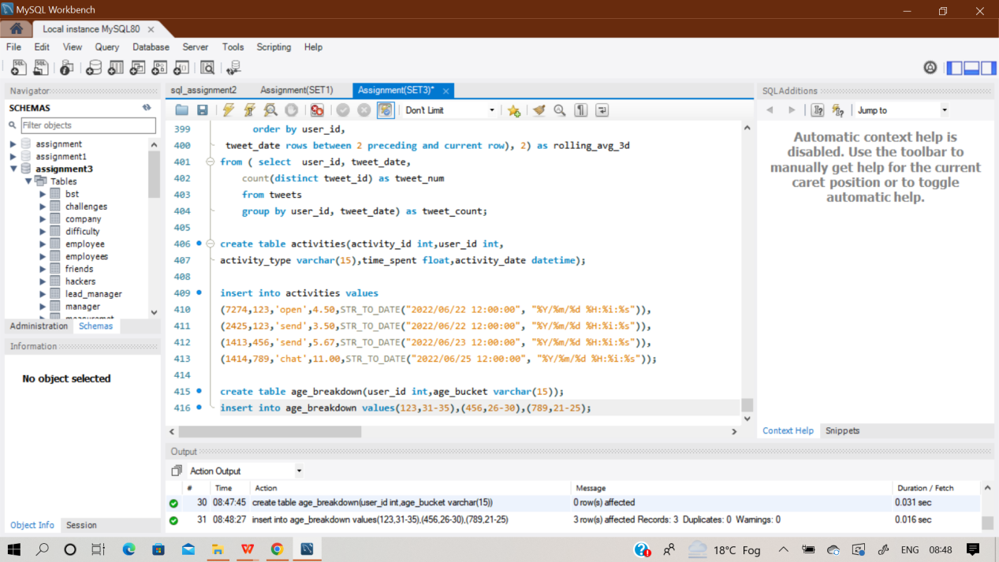 MySQL Workbench
Local instance MySQL80
File Edit View Query Database Server Tools Scripting Help
Navigator
SCHEMAS
Filter objects
assignment
assignment1
assignment3
Tables
bst
challenges
company
difficulty
employee
employees
friends
hackers
lead_manager
manager
Administration Schemas
Information
No object selected
Object Info Session
sql_assignment2 Assignment(SET1) Assignment(SET3)*
Don't Limit
399 order by user_id,
400 tweet_date rows between 2 preceding and current row), 2) as rolling_avg_3d
401 from ( select user_id, tweet_date,
402 count(distinct tweet_id) as tweet_num
403 from tweets
404 group by user_id, tweet_date) as tweet_count;
405
406 create table activities(activity_id int,user_id int,
407 activity_type varchar(15),time_spent float,activity_date datetime);
408
409 insert into activities values
410 (7274,123,'open',4.50,STR_TO_DATE("2022/06/22 12:00:00", "%Y/%m/%d %H:%i:%s")),
411 (2425,123,'send',3.50,STR_TO_DATE("2022/06/22 12:00:00", "%Y/%m/%d %H:%i:%s")),
412 (1413,456,'send',5.67,STR_TO_DATE("2022/06/23 12:00:00", "%Y/%m/%d %H:%i:%s")),
413 (1414,789,'chat',11.00,STR_TO_DATE("2022/06/25 12:00:00", "%Y/%m/%d %H:%i:%s"));
414
415 create table age_breakdown(user_id int,age_bucket varchar(15));
416 insert into age_breakdown values(123,31-35),(456,26-30),(789,21-25);
SQLAdditions
Jump to
Automatic context help is
disabled. Use the toolbar to
manually get help for the current
caret position or to toggle
automatic help.
Context Help Snippets
Output
Action Output
# Time Action Message Duration / Fetch
30 08:47:45 create table age_breakdown(user_id int,age_bucket varchar(15)) 0 row(s) affected 0.031 sec
31 08:48:27 insert into age_breakdown values(123,31-35),(456,26-30),(789,21-25) 3 row(s) affected Records: 3 Duplicates: 0 Warnings: 0 0.016 sec
18°C Fog ENG 08:48